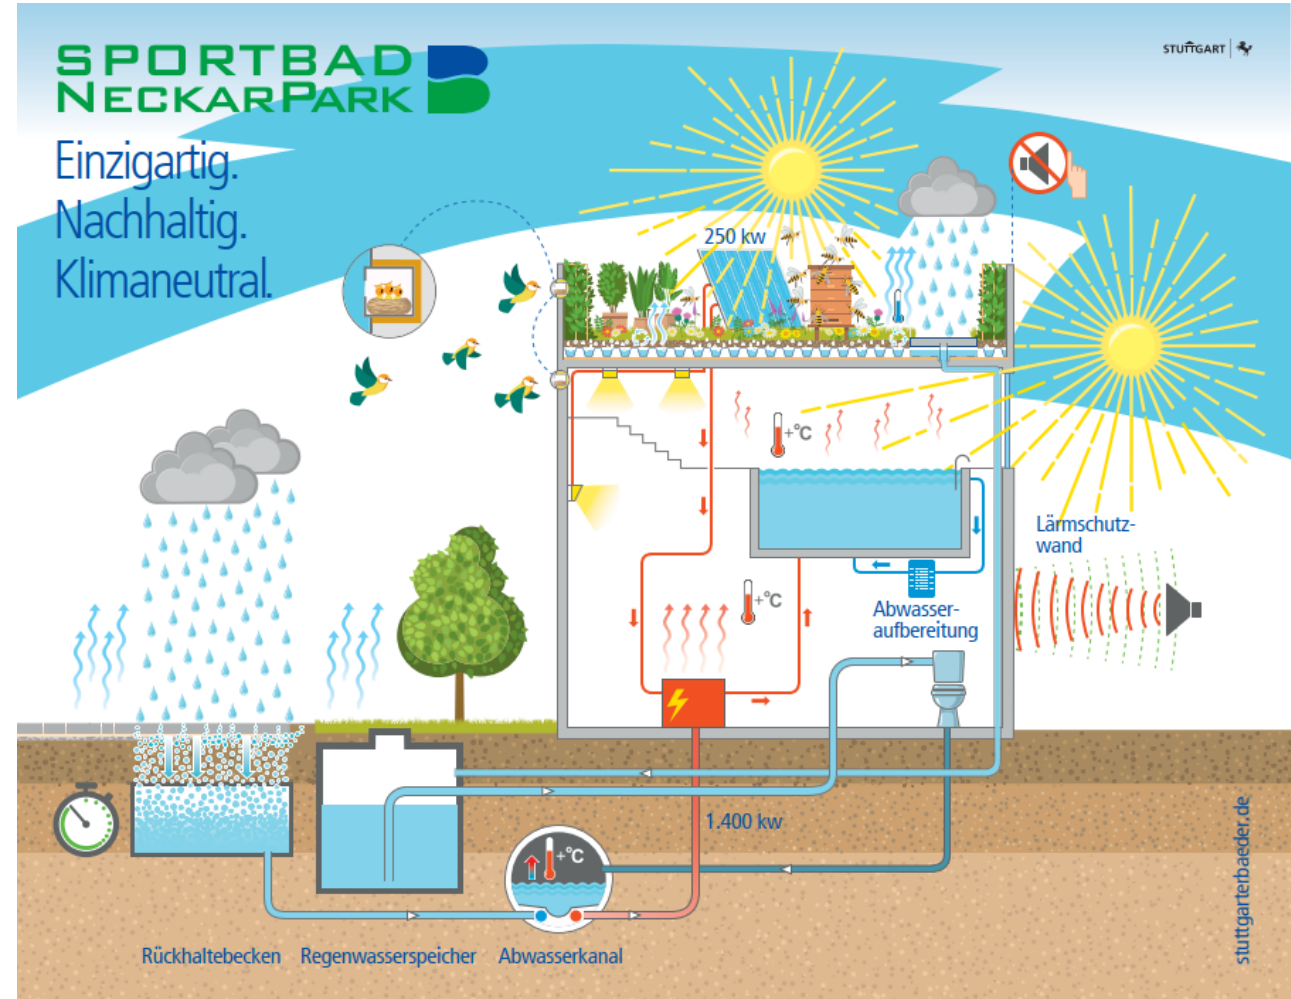 SPORTBAD
NECKARPARK
B
STUTTGART
Einzigartig.
Nachhaltig.
Klimaneutral.
250 kw
+°C
Lärmschutz-
wand
+°C
Abwasser-
aufbereitung
1.400 kw
+°C
Rückhaltebecken
Regenwasserspeicher
Abwasserkanal
stuttgarterbaeder.de